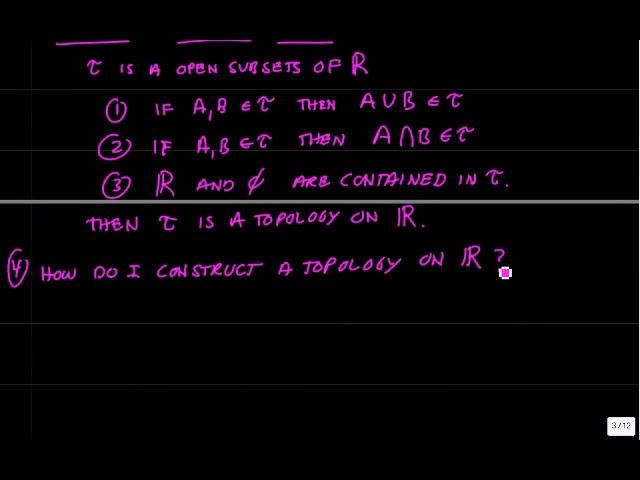 τ IS A OPEN SUBSETS OF ℝ
① IF A, B ∈ τ THEN A ∪ B ∈ τ
② IF A, B ∈ τ THEN A ∩ B ∈ τ
③ ℝ AND ∅ ARE CONTAINED IN τ.
THEN τ IS A TOPOLOGY ON ℝ.
④ HOW DO I CONSTRUCT A TOPOLOGY ON ℝ ?
3/12